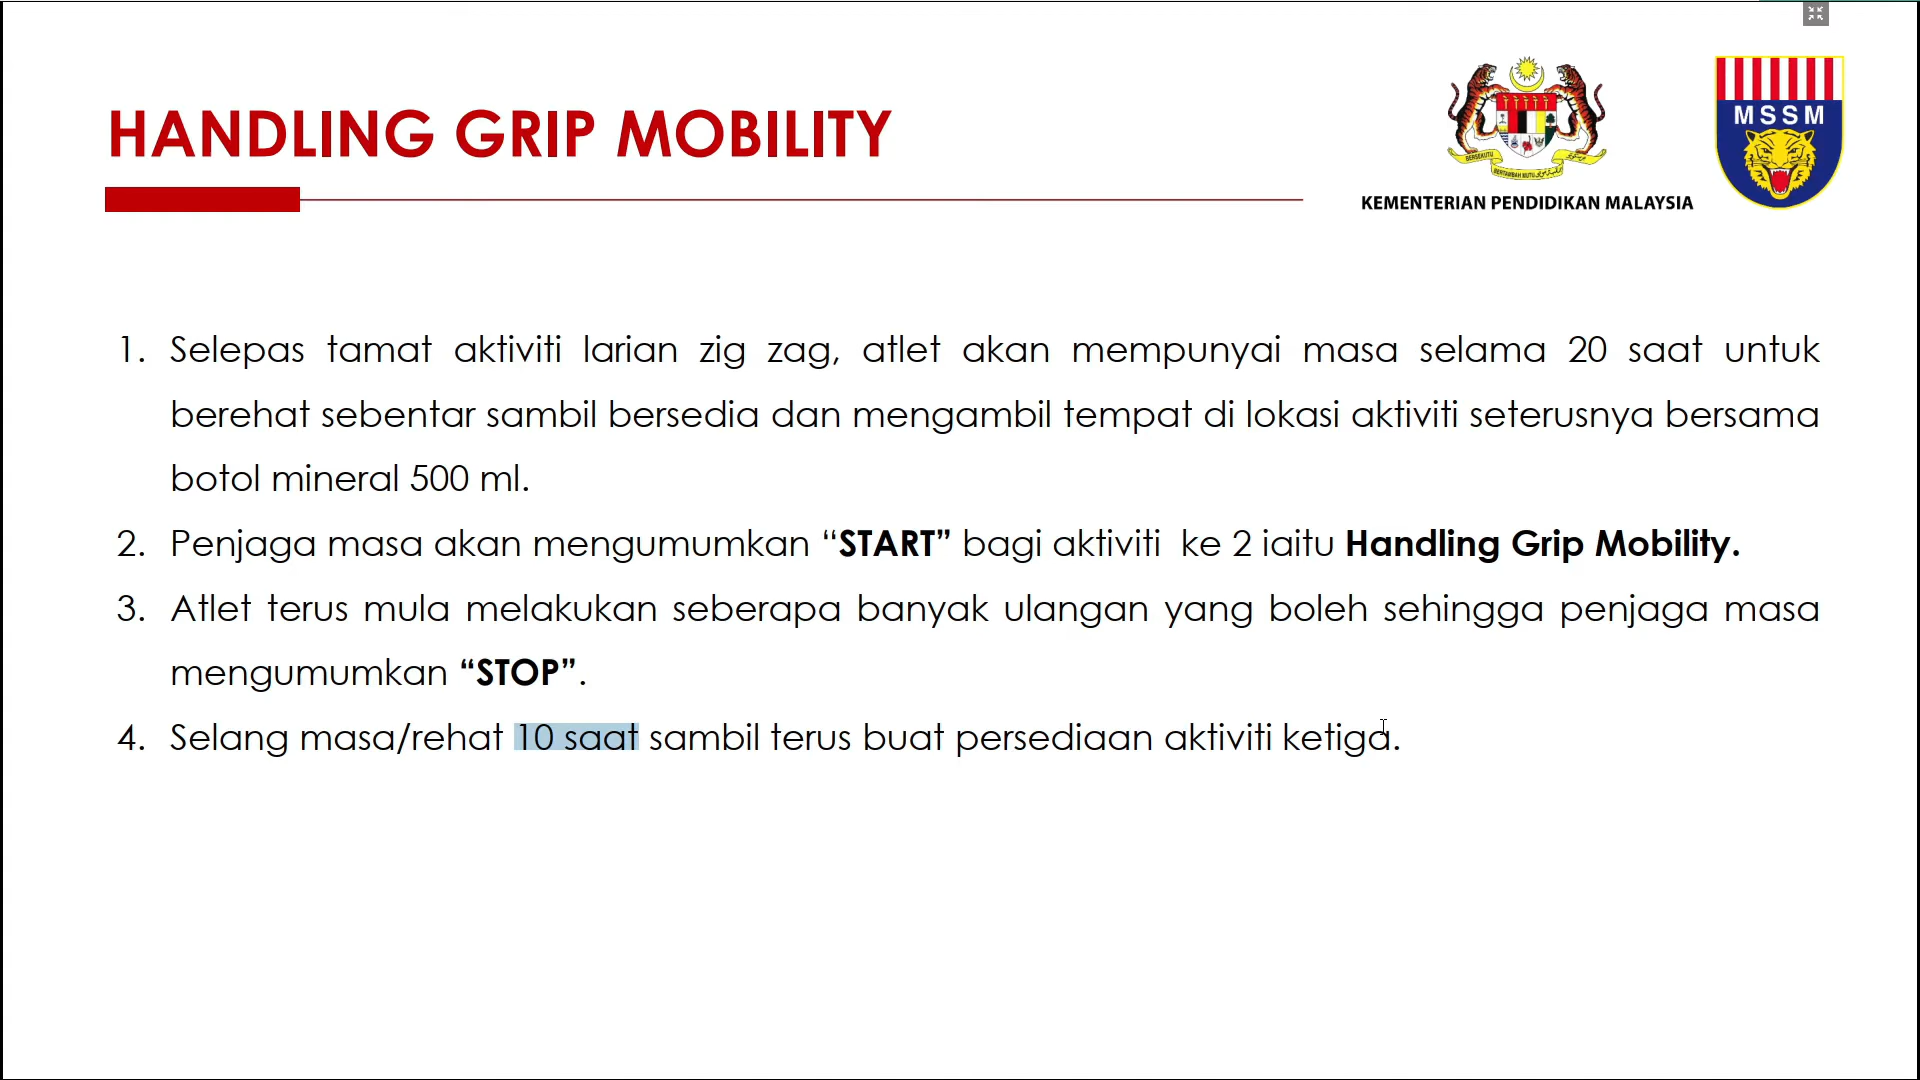 HANDLING GRIP MOBILITY
KEMENTERIAN PENDIDIKAN MALAYSIA
MSSM
1. Selepas tamat aktiviti larian zig zag, atlet akan mempunyai masa selama 20 saat untuk
berehat sebentar sambil bersedia dan mengambil tempat di lokasi aktiviti seterusnya bersama
botol mineral 500 ml.
2. Penjaga masa akan mengumumkan “START” bagi aktiviti  ke 2 iaitu Handling Grip Mobility.
3. Atlet terus mula melakukan seberapa banyak ulangan yang boleh sehingga penjaga masa
mengumumkan “STOP”.
4. Selang masa/rehat 10 saat sambil terus buat persediaan aktiviti ketiga.